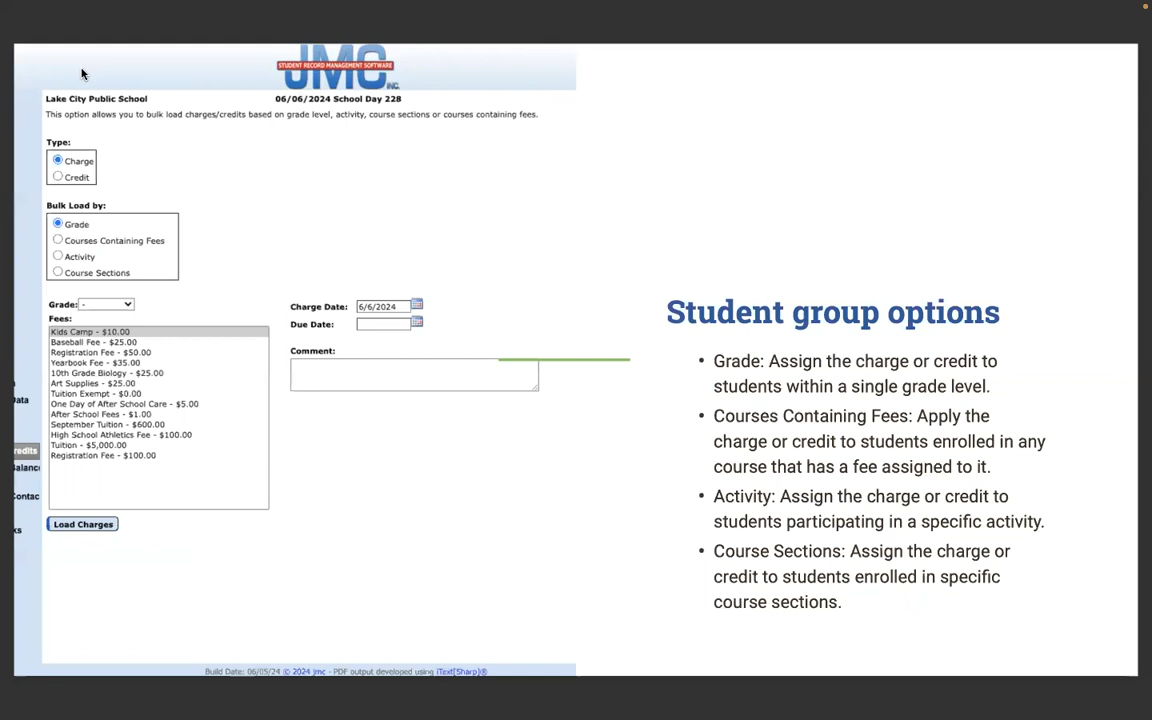 JMC
STUDENT RECORD MANAGEMENT SOFTWARE
INC.
Lake City Public School 06/06/2024 School Day 228
This option allows you to bulk load charges/credits based on grade level, activity, course sections or courses containing fees.
Type:
Charge
Credit
Bulk Load by:
Grade
Courses Containing Fees
Activity
Course Sections
Grade: -
Fees:
Kids Camp - $10.00
Baseball Fee - $25.00
Registration Fee - $50.00
Yearbook Fee - $35.00
10th Grade Biology - $25.00
Art Supplies - $25.00
Tuition Exempt - $0.00
One Day of After School Care - $5.00
After School Fees - $1.00
September Tuition - $600.00
High School Athletics Fee - $100.00
Tuition - $5,000.00
Registration Fee - $100.00
Load Charges
Charge Date: 6/6/2024
Due Date:
Comment:
ata
redits
Balance
Contac
ks
Build Date: 06/05/24 © 2024 jmc - PDF output developed using iText[Sharp]®
Student group options
• Grade: Assign the charge or credit to
students within a single grade level.
• Courses Containing Fees: Apply the
charge or credit to students enrolled in any
course that has a fee assigned to it.
• Activity: Assign the charge or credit to
students participating in a specific activity.
• Course Sections: Assign the charge or
credit to students enrolled in specific
course sections.